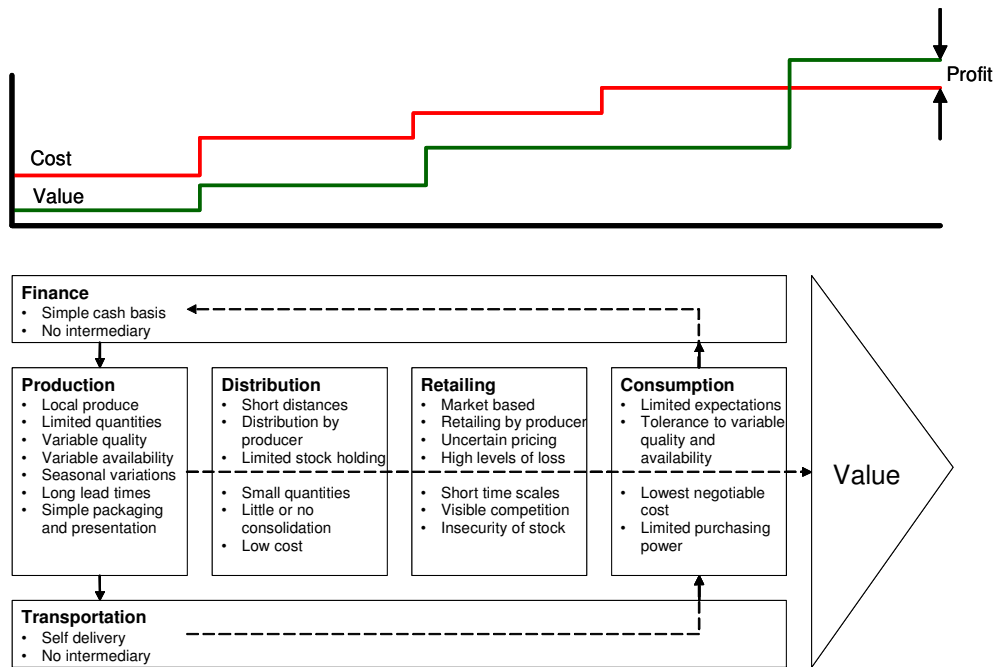 Profit
Cost
Value
Finance
• Simple cash basis
• No intermediary
Production
• Local produce
• Limited quantities
• Variable quality
• Variable availability
• Seasonal variations
• Long lead times
• Simple packaging
and presentation
Distribution
• Short distances
• Distribution by
producer
• Limited stock holding
• Small quantities
• Little or no
consolidation
• Low cost
Retailing
• Market based
• Retailing by producer
• Uncertain pricing
• High levels of loss
• Short time scales
• Visible competition
• Insecurity of stock
Consumption
• Limited expectations
• Tolerance to variable
quality and
availability
• Lowest negotiable
cost
• Limited purchasing
power
Value
Transportation
• Self delivery
• No intermediary